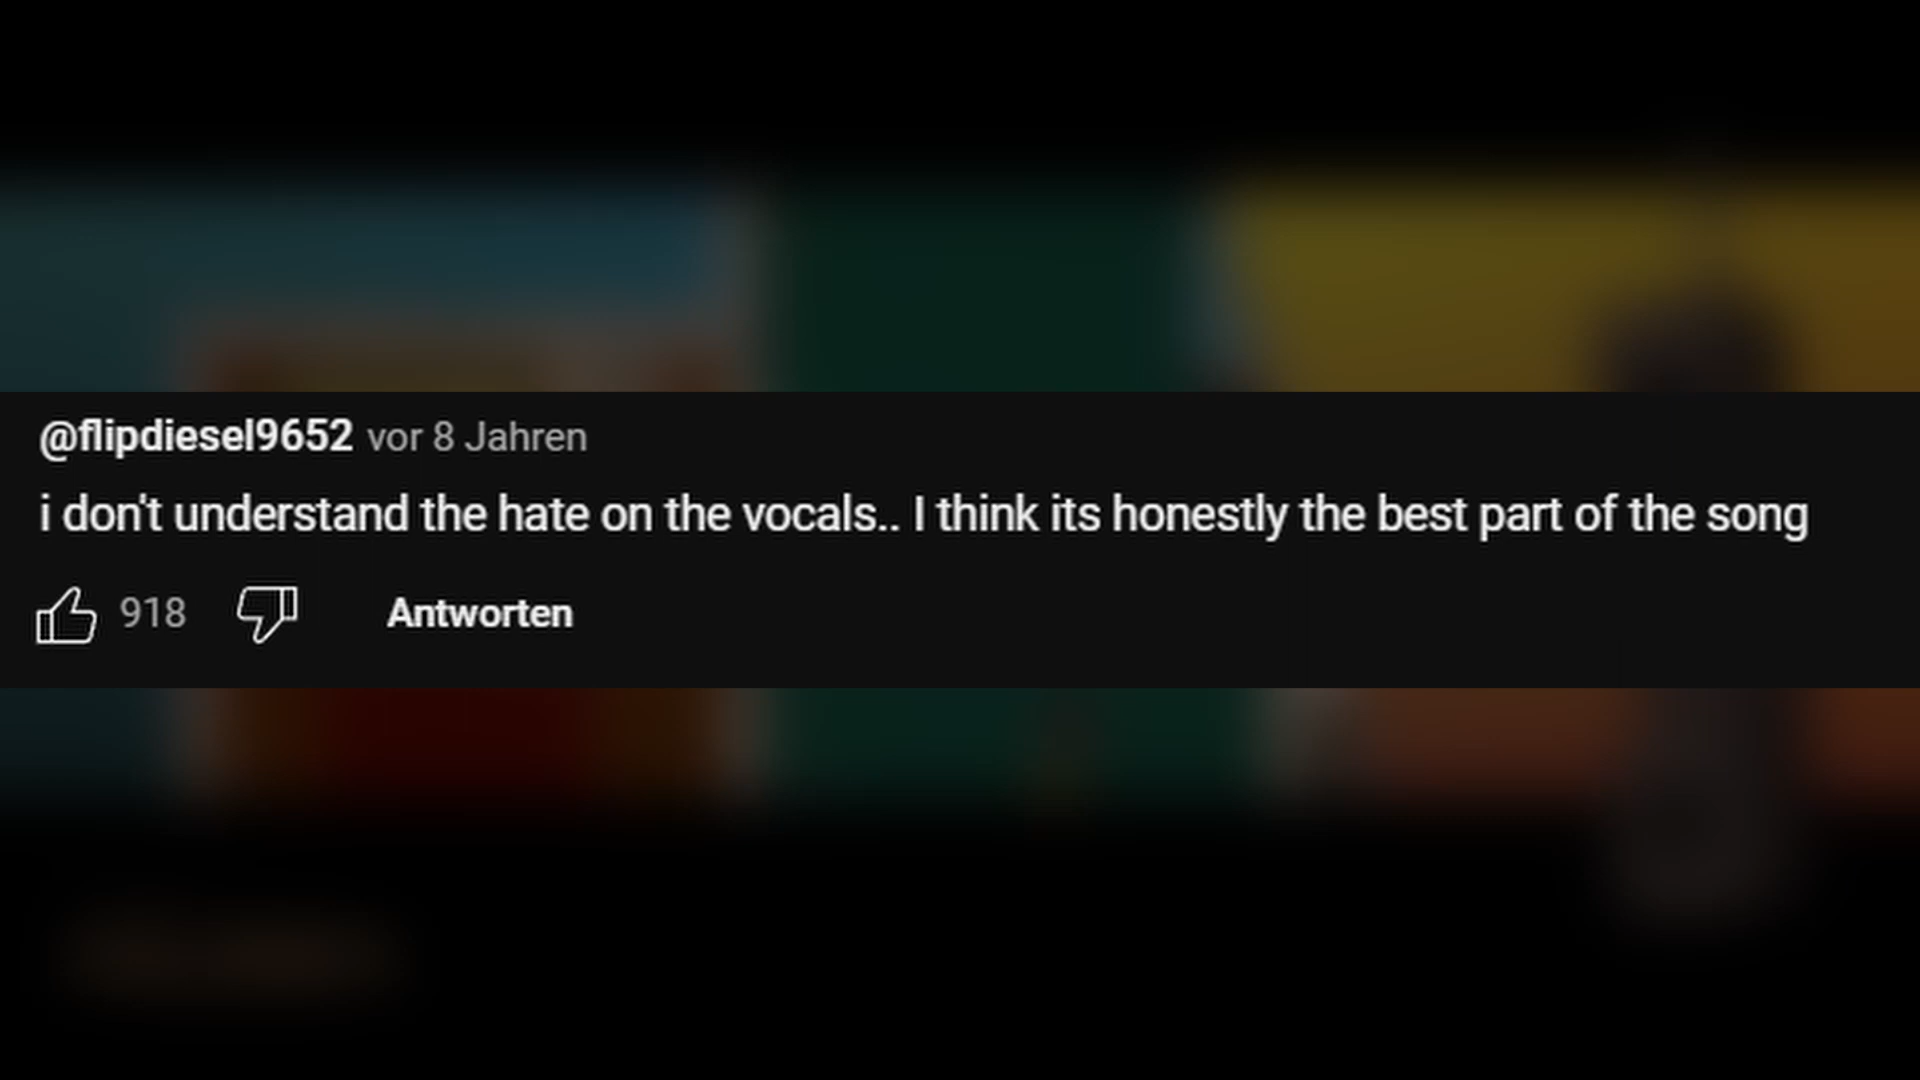 @flipdiesel9652 vor 8 Jahren
i don't understand the hate on the vocals.. I think its honestly the best part of the song
918 Antworten